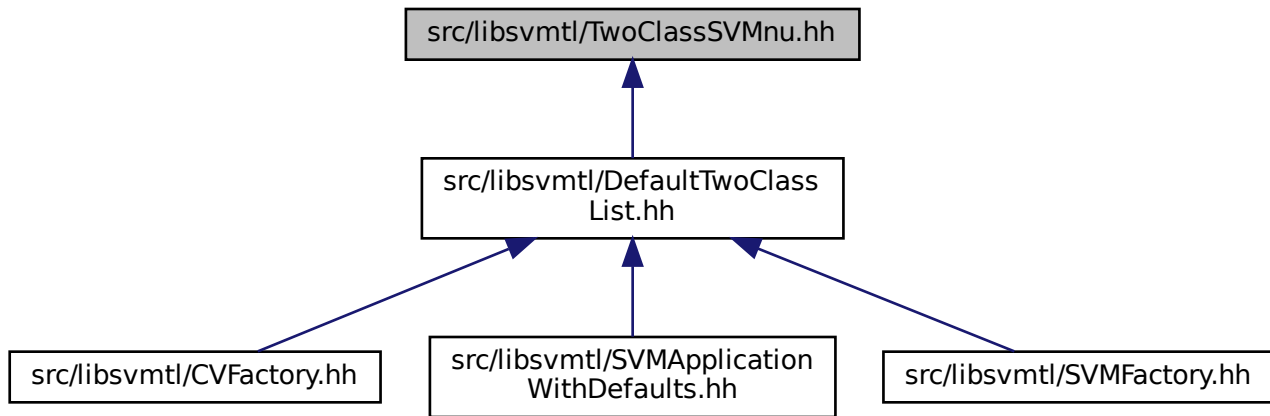 src/libsvmtl/TwoClassSVMnu.hh
src/libsvmtl/DefaultTwoClass
List.hh
src/libsvmtl/CVFactory.hh
src/libsvmtl/SVMApplication
WithDefaults.hh
src/libsvmtl/SVMFactory.hh